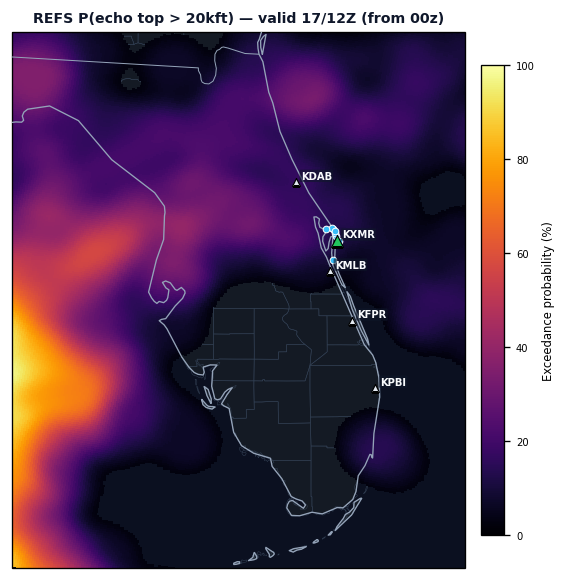 REFS P(echo top > 20kft) — valid 17/12Z (from 00z)
KDAB
KXMR
KMLB
KFPR
KPBI
100
80
60
40
20
0
Exceedance probability (%)